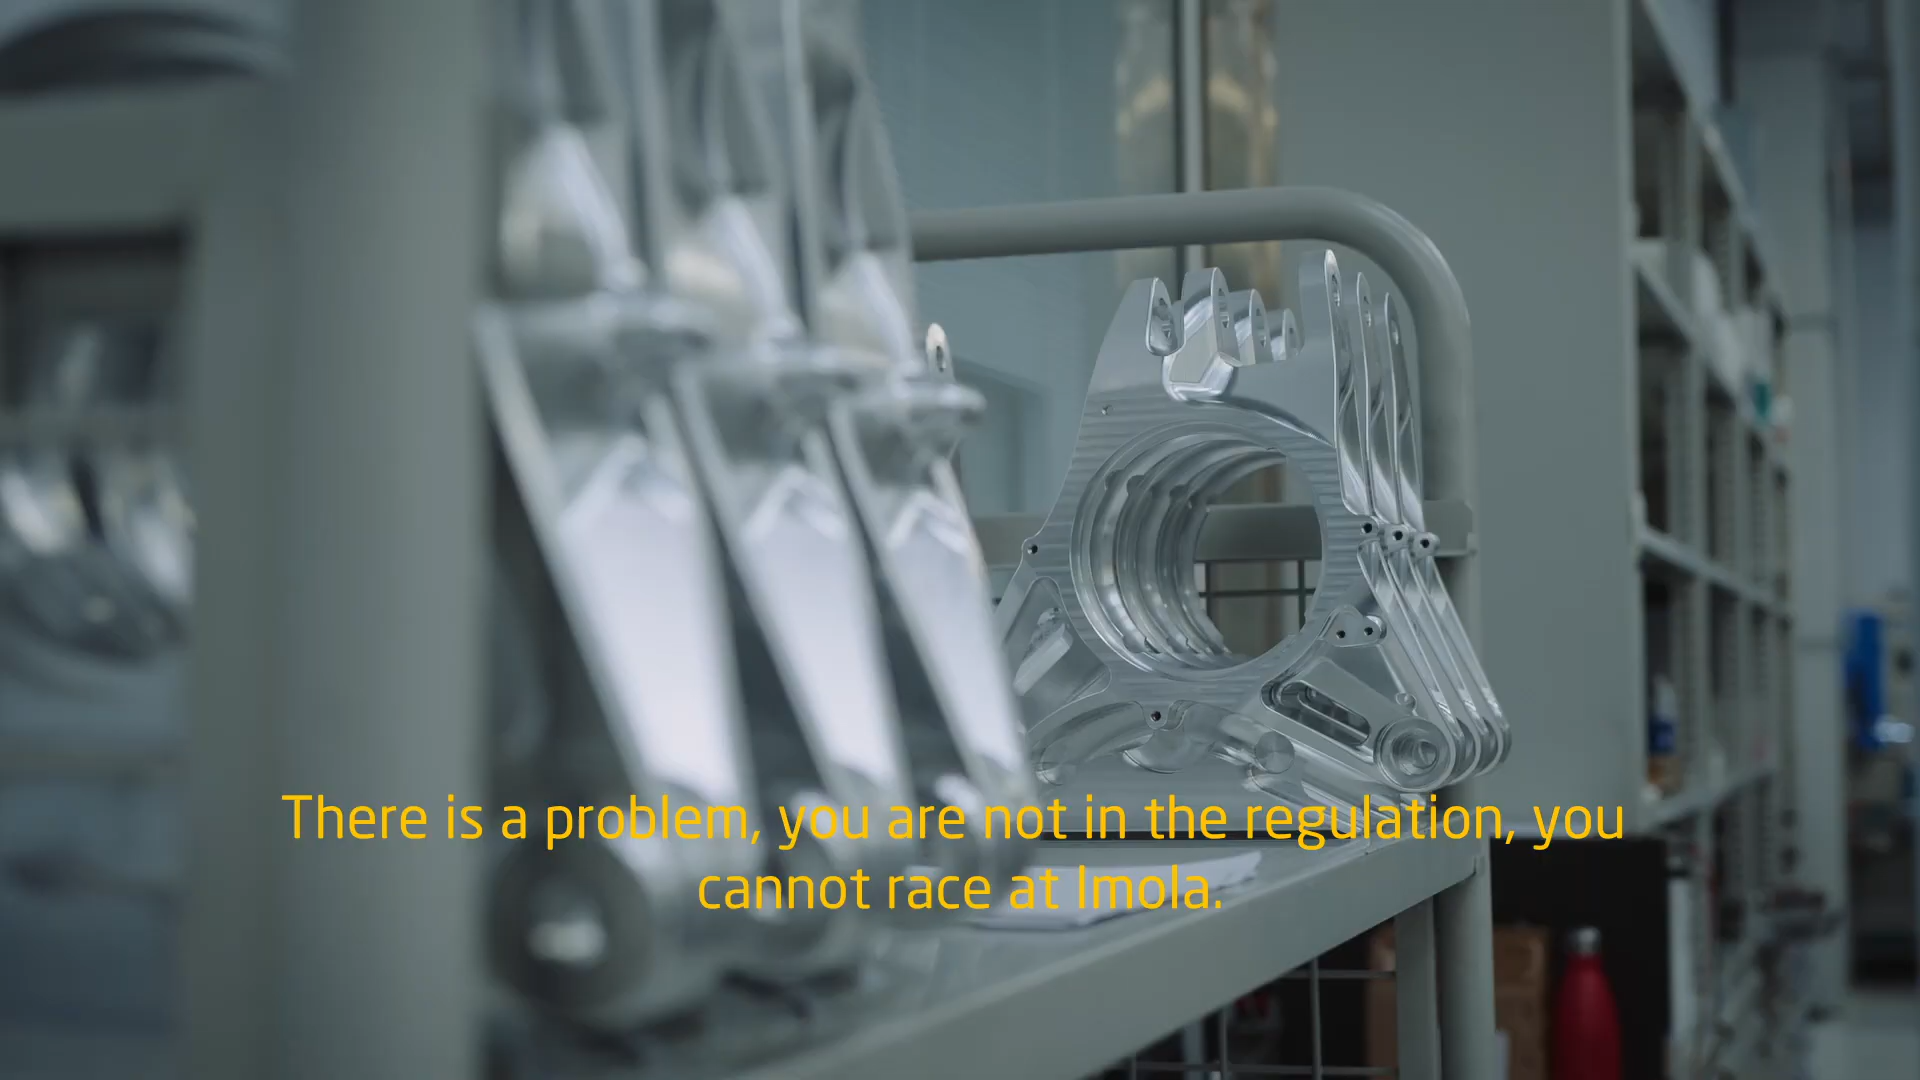 There is a problem, you are not in the regulation, you
cannot race at Imola.